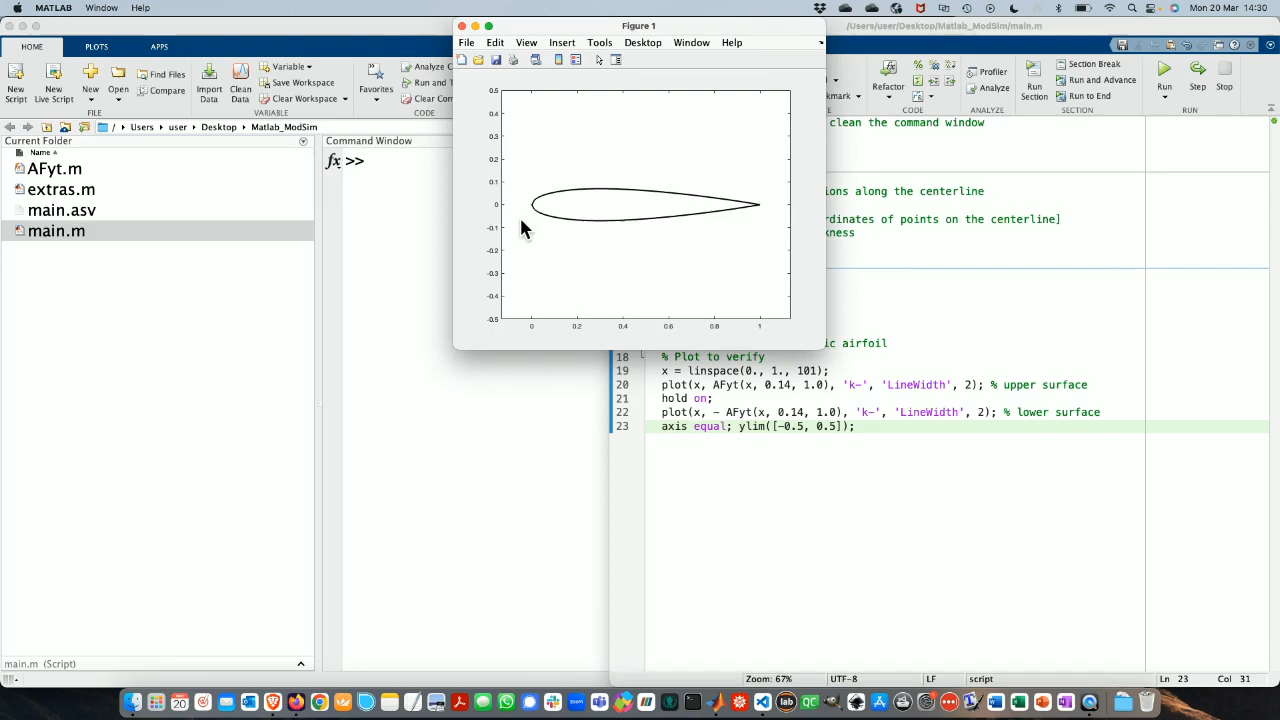 MATLAB Window Help
Mon 20 Mar 14:30
Figure 1
/Users/user/Desktop/Matlab_ModSim/main.m
HOME PLOTS APPS
File Edit View Insert Tools Desktop Window Help
New Script
New Live Script
New
Open
Find Files
Compare
Import Data
Clean Data
Variable
Save Workspace
Clear Workspace
Favorites
Analyze C
Run and T
Clear Com
Refactor
Profiler
Analyze
Run Section
Section Break
Run and Advance
Run to End
Run
Step
Stop
FILE VARIABLE CODE
CODE ANALYZE SECTION RUN
/ Users user Desktop Matlab_ModSim
Current Folder
Name
AFyt.m
extras.m
main.asv
main.m
main.m (Script)
Command Window
fx >>
0.5
0.4
0.3
0.2
0.1
0
-0.1
-0.2
-0.3
-0.4
-0.5
0 0.2 0.4 0.6 0.8 1
clean the command window
ions along the centerline
rdinates of points on the centerline]
kness
ic airfoil
18 % Plot to verify
19 x = linspace(0., 1., 101);
20 plot(x, AFyt(x, 0.14, 1.0), 'k-', 'LineWidth', 2); % upper surface
21 hold on;
22 plot(x, - AFyt(x, 0.14, 1.0), 'k-', 'LineWidth', 2); % lower surface
23 axis equal; ylim([-0.5, 0.5]);
Zoom: 67% UTF-8 LF script Ln 23 Col 31